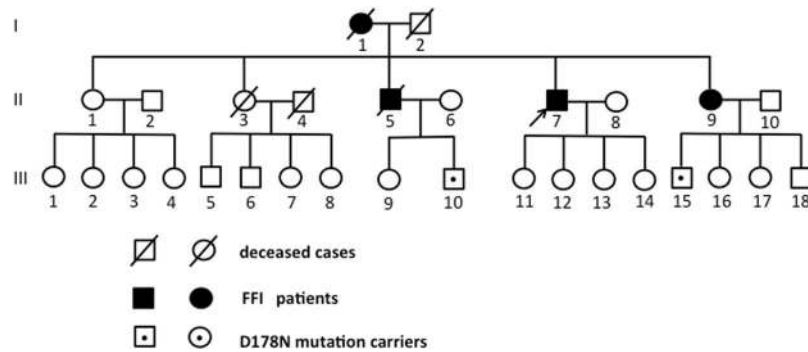 I
1 2
II
1 2 3 4 5 6 7 8 9 10
III
1 2 3 4 5 6 7 8 9 10 11 12 13 14 15 16 17 18
deceased cases
FFI patients
D178N mutation carriers